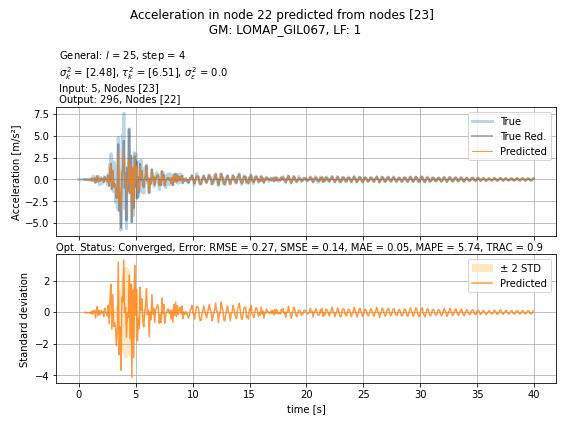 Acceleration in node 22 predicted from nodes [23]
GM: LOMAP_GIL067, LF: 1
General: l = 25, step = 4
σ_k² = [2.48], τ_k² = [6.51], σ_ε² = 0.0
Input: 5, Nodes [23]
Output: 296, Nodes [22]
Acceleration [m/s²]
7.5
5.0
2.5
0.0
−2.5
−5.0
True
True Red.
Predicted
Opt. Status: Converged, Error: RMSE = 0.27, SMSE = 0.14, MAE = 0.05, MAPE = 5.74, TRAC = 0.9
Standard deviation
2
0
−2
−4
± 2 STD
Predicted
0 5 10 15 20 25 30 35 40
time [s]